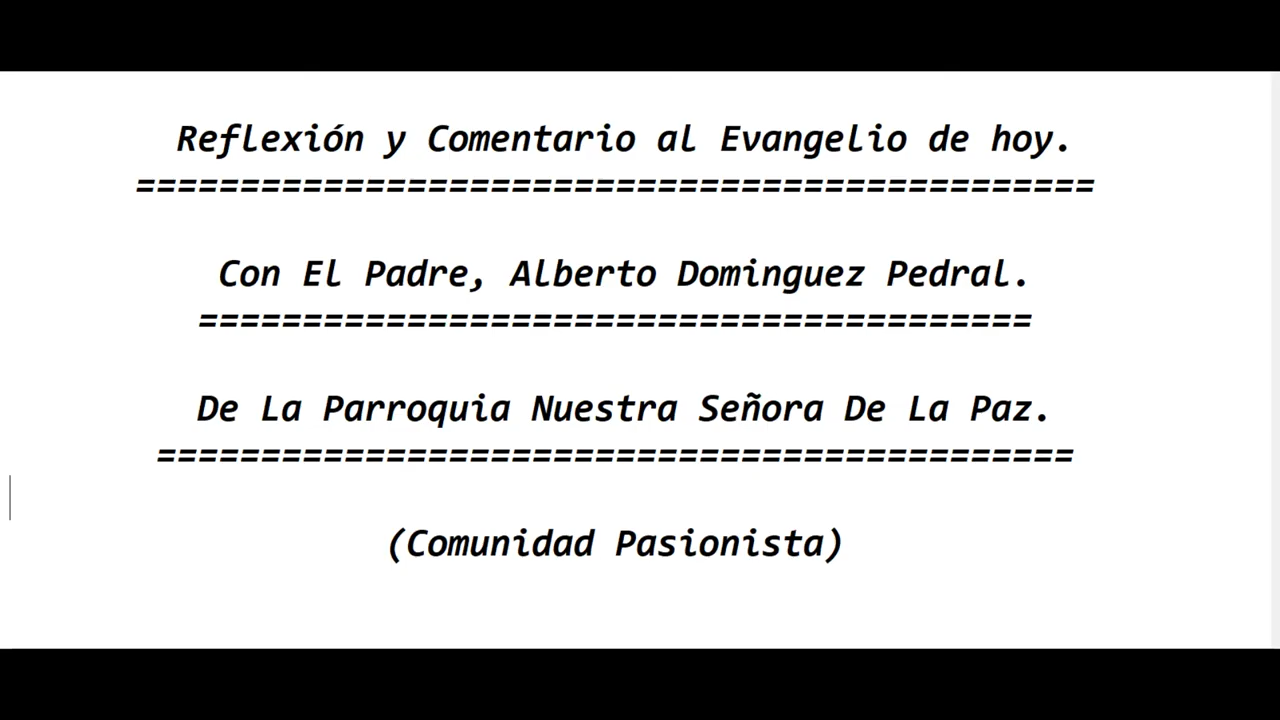 Reflexión y Comentario al Evangelio de hoy.
==============================================
Con El Padre, Alberto Dominguez Pedral.
========================================
De La Parroquia Nuestra Señora De La Paz.
============================================
(Comunidad Pasionista)